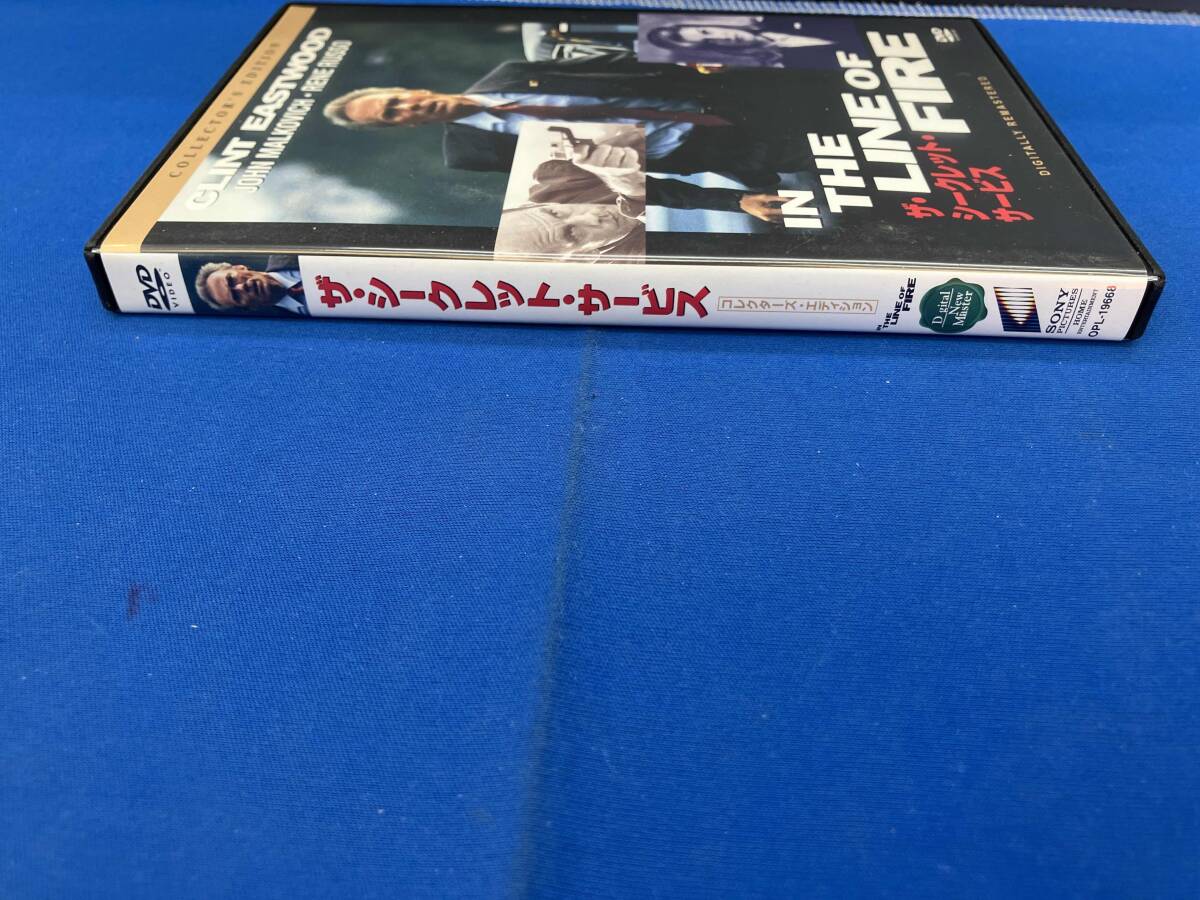 COLLECTOR'S EDITION
CLINT EASTWOOD
JOHN MALKOVICH・RENE RUSSO
IN
THE
LINE OF
FIRE
ザ・
シークレット・
サービス
DIGITALLY REMASTERED
DVD
DVD
VIDEO
ザ・シークレット・サービス
コレクターズ・エディション
IN
THE
LINE OF
FIRE
Digital
New
Master
SONY
PICTURES
HOME
ENTERTAINMENT
OPL-19668